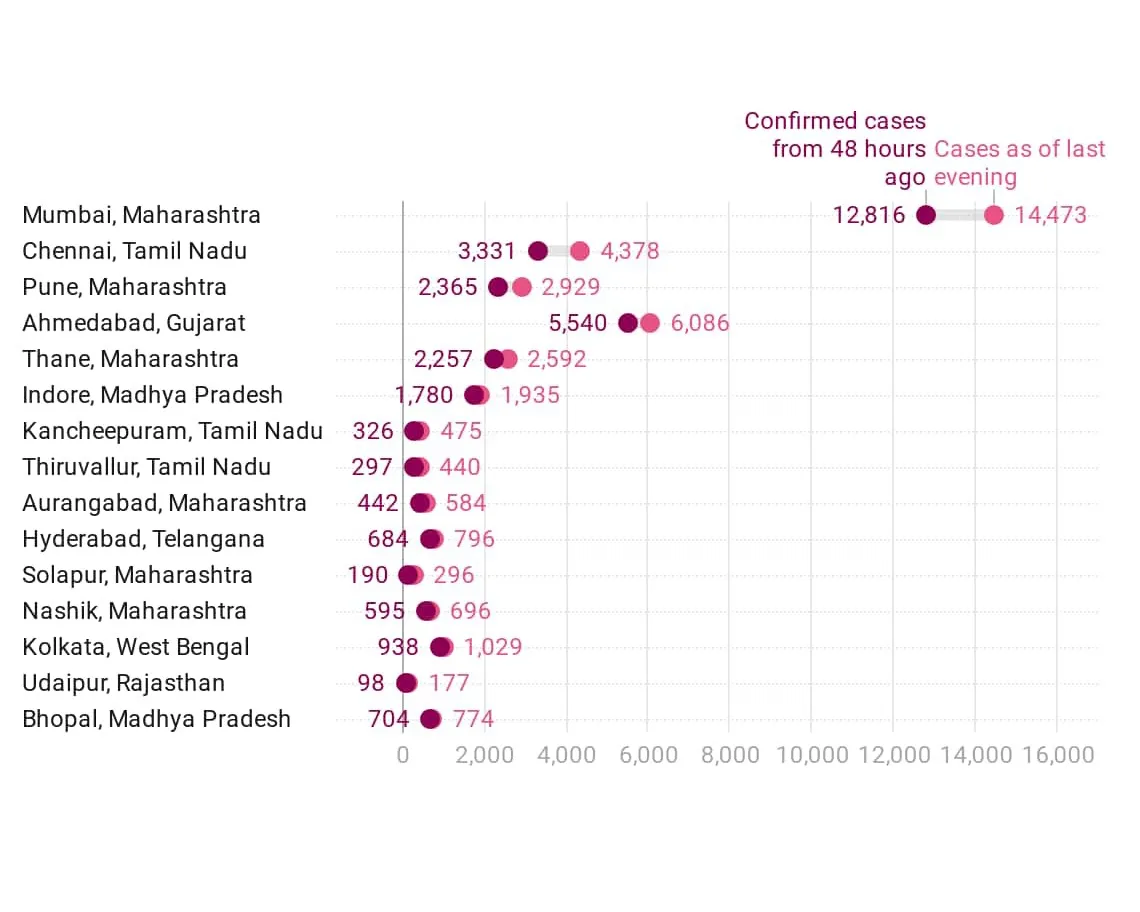 Confirmed cases
from 48 hours Cases as of last
ago evening
Mumbai, Maharashtra 12,816 14,473
Chennai, Tamil Nadu 3,331 4,378
Pune, Maharashtra 2,365 2,929
Ahmedabad, Gujarat 5,540 6,086
Thane, Maharashtra 2,257 2,592
Indore, Madhya Pradesh 1,780 1,935
Kancheepuram, Tamil Nadu 326 475
Thiruvallur, Tamil Nadu 297 440
Aurangabad, Maharashtra 442 584
Hyderabad, Telangana 684 796
Solapur, Maharashtra 190 296
Nashik, Maharashtra 595 696
Kolkata, West Bengal 938 1,029
Udaipur, Rajasthan 98 177
Bhopal, Madhya Pradesh 704 774
0 2,000 4,000 6,000 8,000 10,000 12,000 14,000 16,000